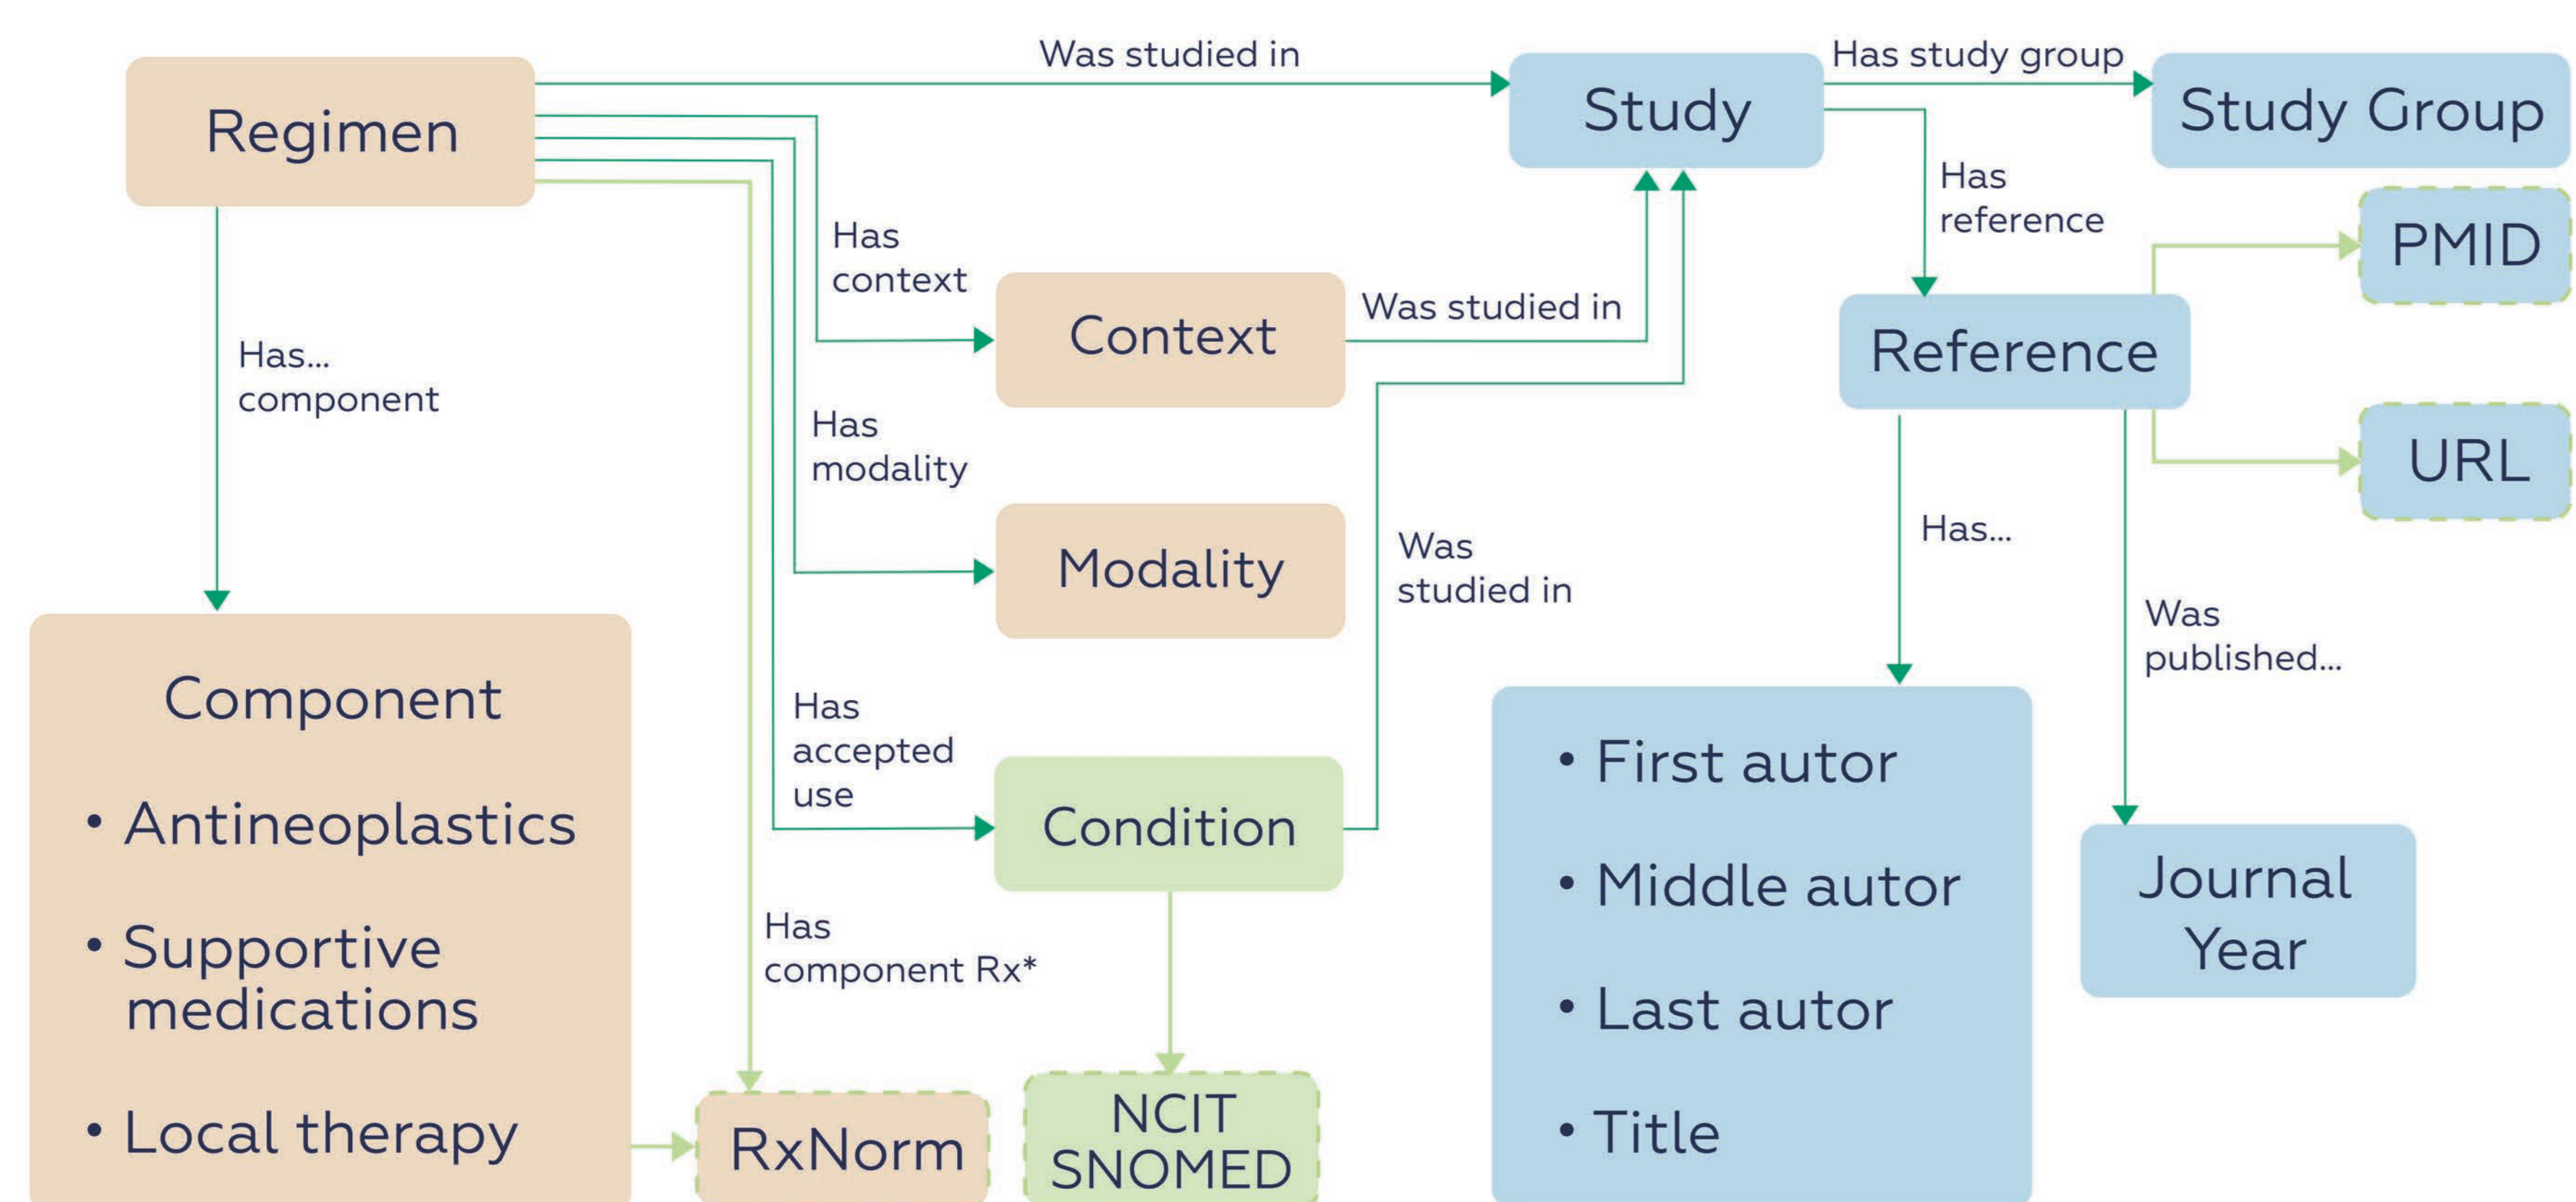 Was studied in
Has study group
Regimen
Study
Study Group
Has
reference
PMID
Has
context
Context
Was studied in
Reference
Has...
component
Has
modality
URL
Modality
Was
studied in
Has...
Was
published...
Component
• Antineoplastics
• Supportive
medications
• Local therapy
Has
accepted
use
Condition
Has
component Rx*
RxNorm
NCIT
SNOMED
• First autor
• Middle autor
• Last autor
• Title
Journal
Year